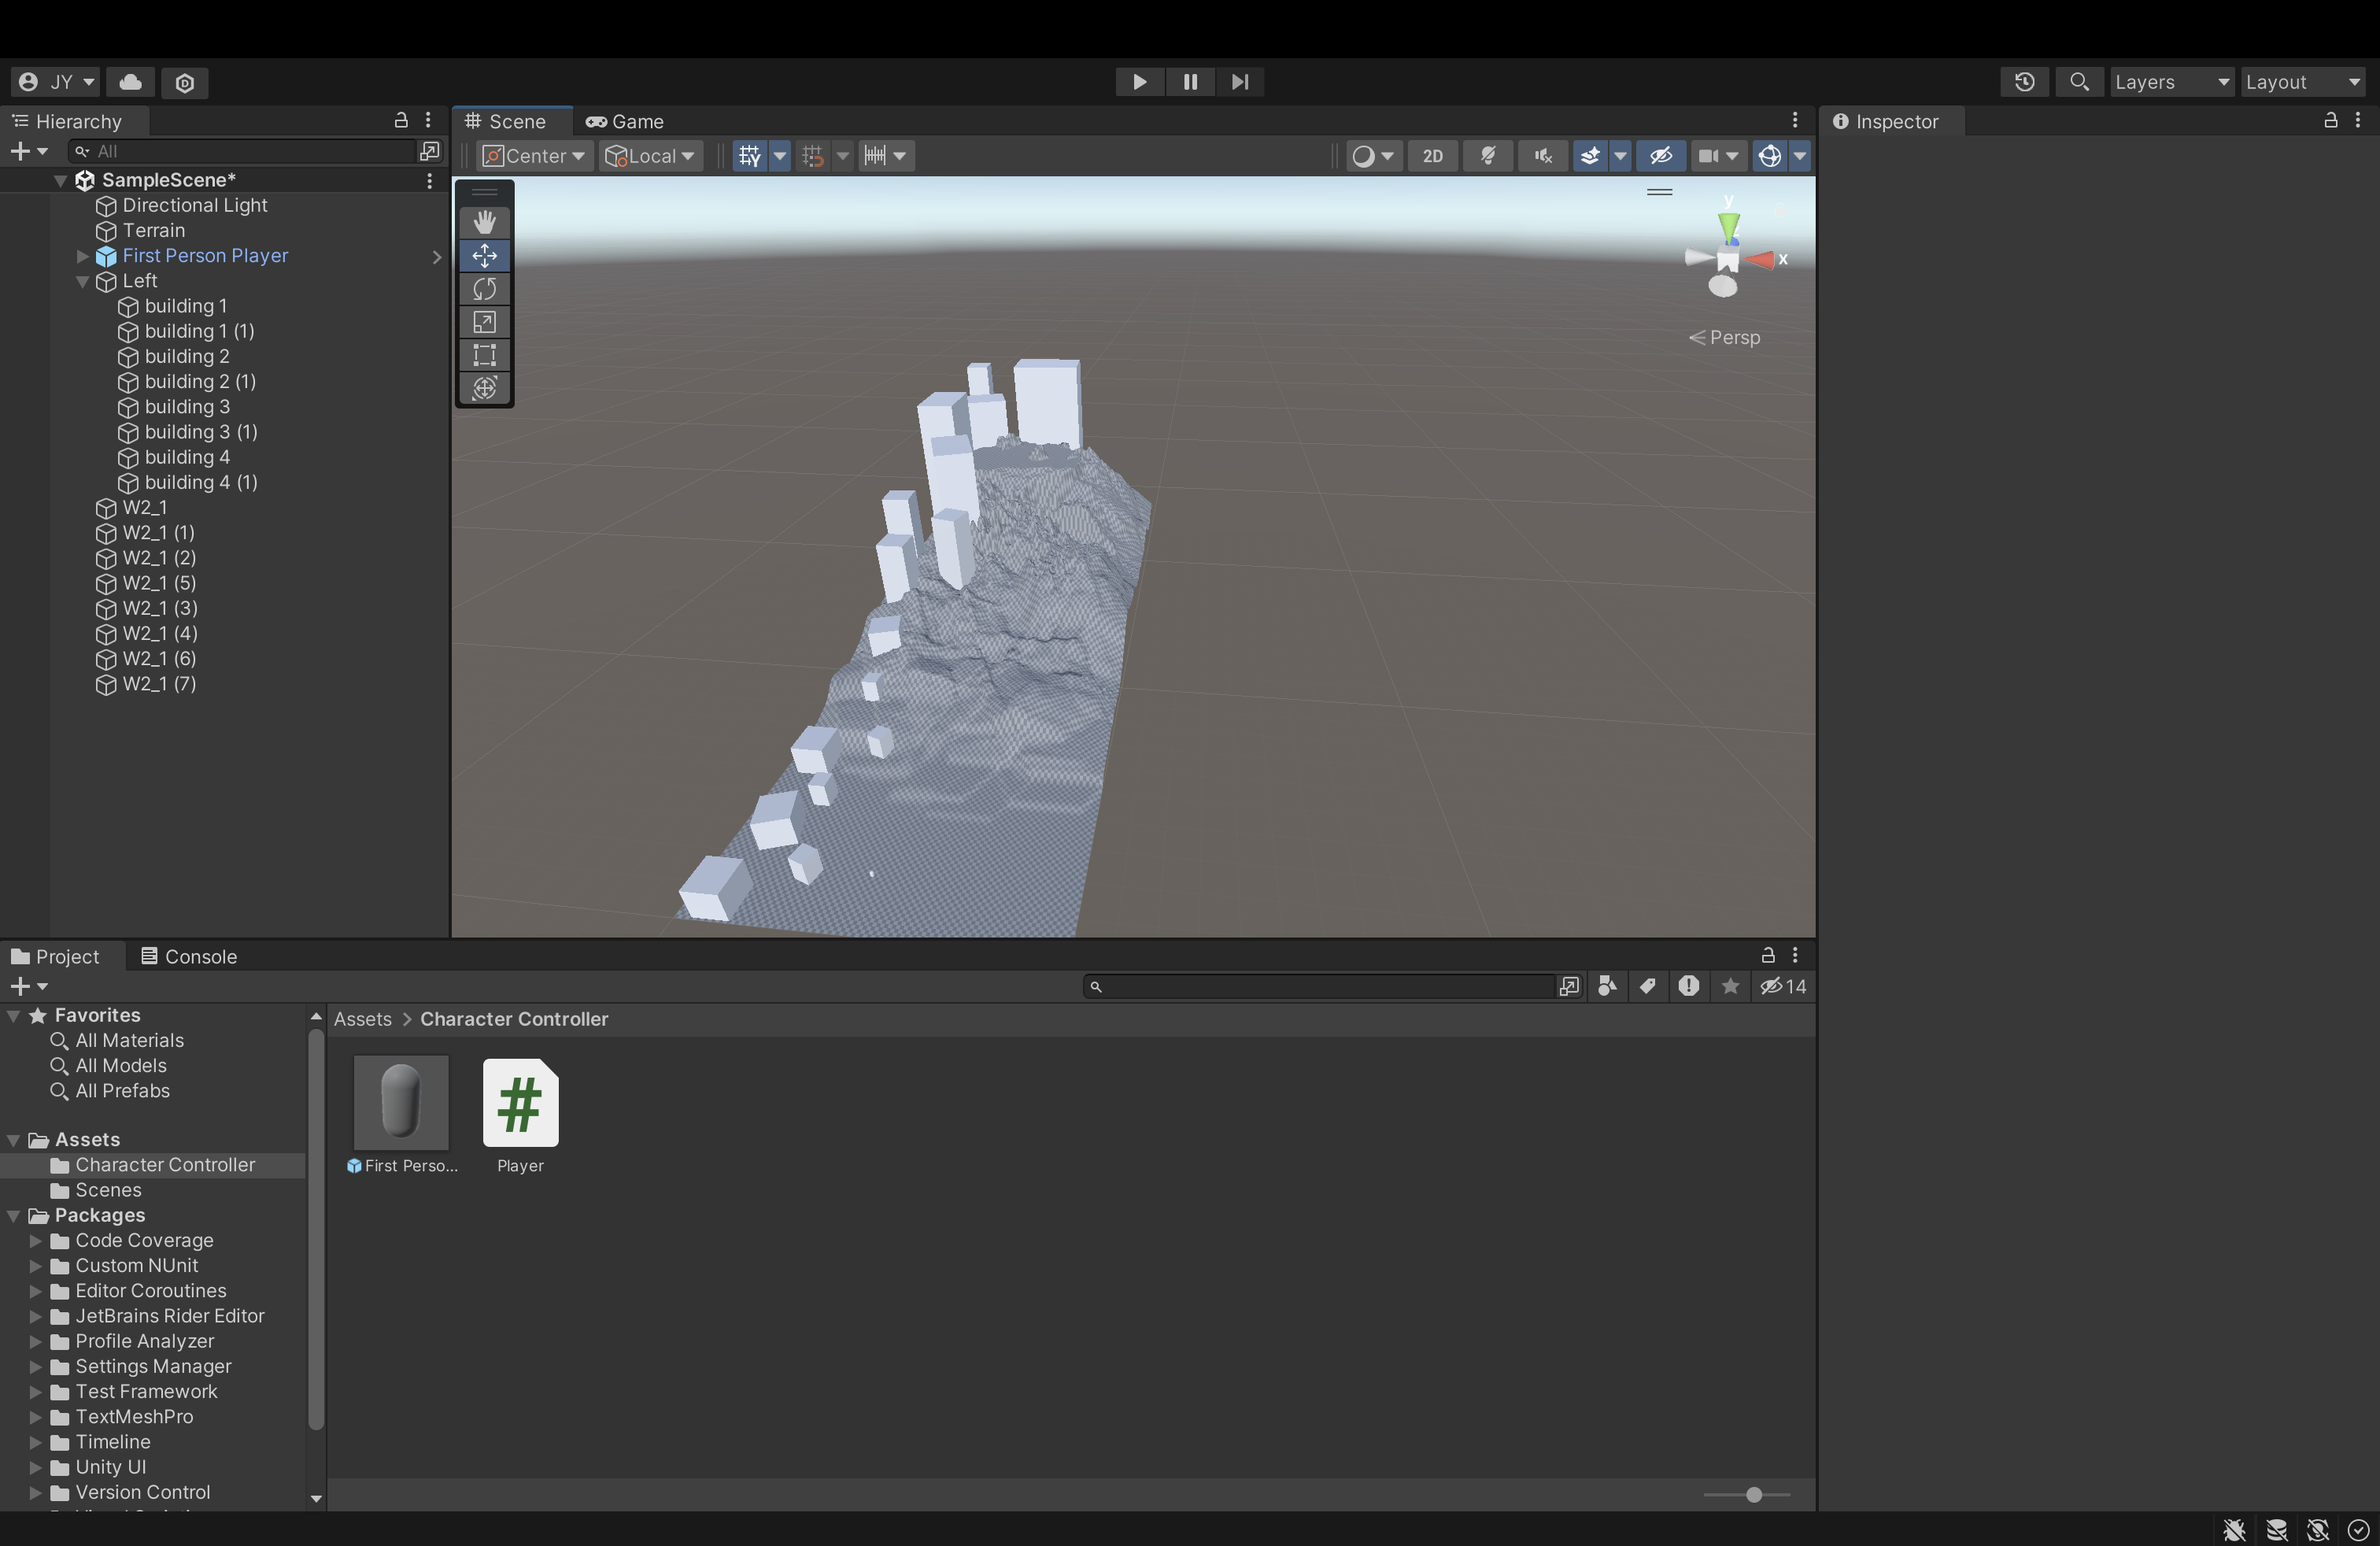 JY
Layers
Layout
Hierarchy
All
SampleScene*
Directional Light
Terrain
First Person Player
Left
building 1
building 1 (1)
building 2
building 2 (1)
building 3
building 3 (1)
building 4
building 4 (1)
W2_1
W2_1 (1)
W2_1 (2)
W2_1 (5)
W2_1 (3)
W2_1 (4)
W2_1 (6)
W2_1 (7)
Scene
Game
Center
Local
2D
y
x
Persp
Inspector
Project
Console
14
Favorites
All Materials
All Models
All Prefabs
Assets
Character Controller
Scenes
Packages
Code Coverage
Custom NUnit
Editor Coroutines
JetBrains Rider Editor
Profile Analyzer
Settings Manager
Test Framework
TextMeshPro
Timeline
Unity UI
Version Control
Assets > Character Controller
#
First Perso...
Player